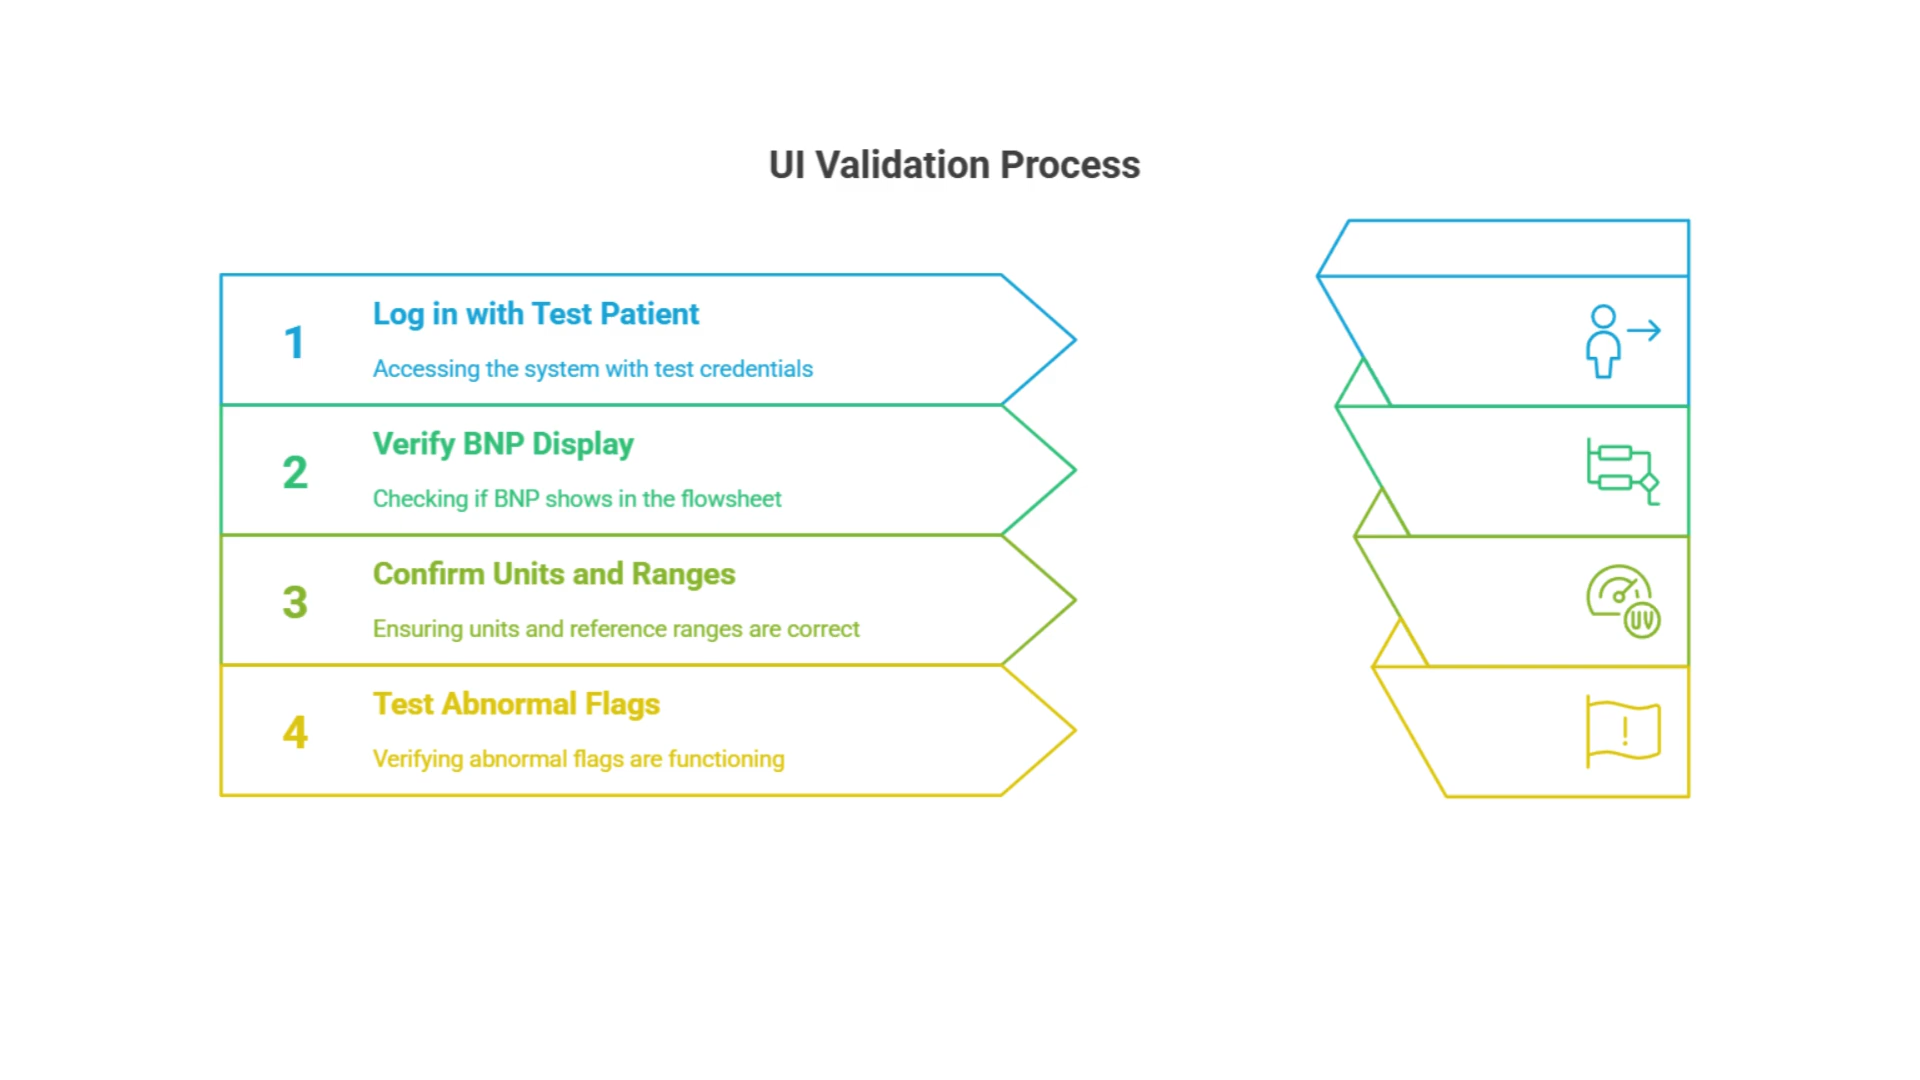 UI Validation Process
1
Log in with Test Patient
Accessing the system with test credentials
2
Verify BNP Display
Checking if BNP shows in the flowsheet
3
Confirm Units and Ranges
Ensuring units and reference ranges are correct
UV
4
Test Abnormal Flags
Verifying abnormal flags are functioning
!